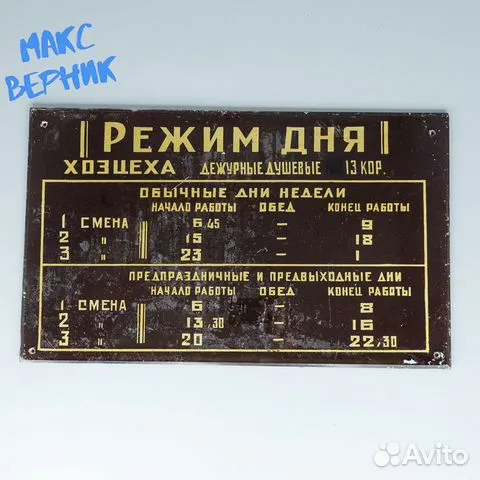 МАКС
ВЕРНИК
РЕЖИМ ДНЯ
ХОЗЦЕХА ДЕЖУРНЫЕ ДУШЕВЫЕ 13 КОР.
ОБЫЧНЫЕ ДНИ НЕДЕЛИ
НАЧАЛО РАБОТЫ ОБЕД КОНЕЦ РАБОТЫ
1 СМЕНА 6.45 – 9
2 " 15 – 18
3 " 23 – 1
ПРЕДПРАЗДНИЧНЫЕ И ПРЕДВЫХОДНЫЕ ДНИ
НАЧАЛО РАБОТЫ ОБЕД КОНЕЦ РАБОТЫ
1 СМЕНА 6 – 8
2 " 13,30 – 16
3 " 20 – 22,30
Avito